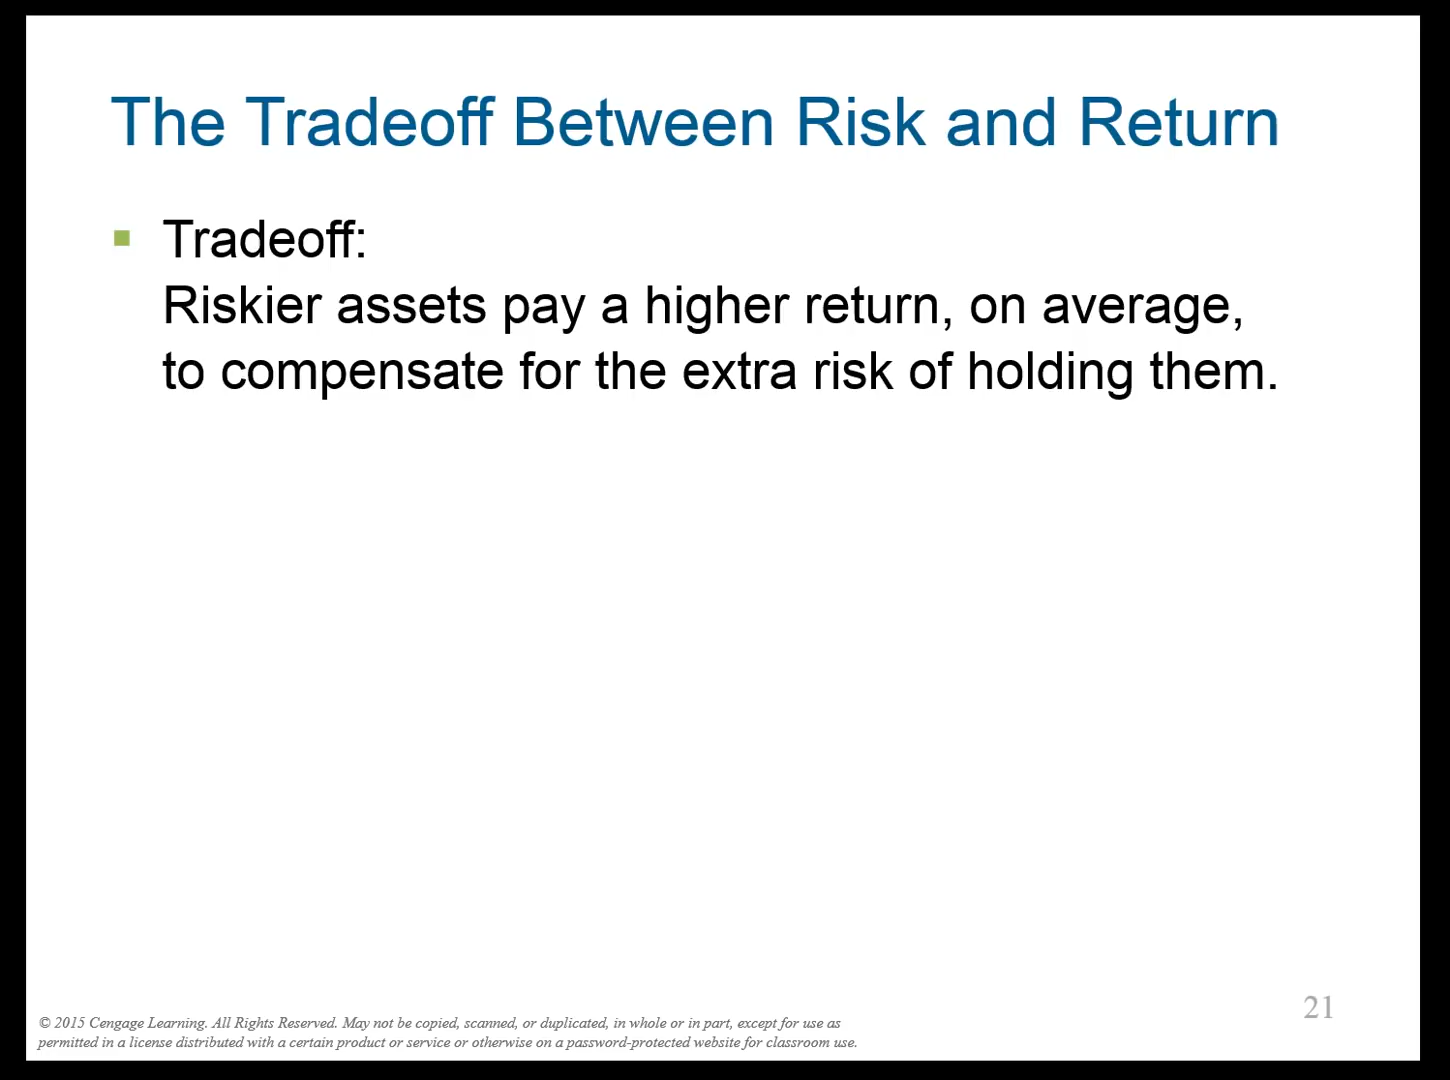 The Tradeoff Between Risk and Return
Tradeoff:
Riskier assets pay a higher return, on average,
to compensate for the extra risk of holding them.
21
© 2015 Cengage Learning. All Rights Reserved. May not be copied, scanned, or duplicated, in whole or in part, except for use as
permitted in a license distributed with a certain product or service or otherwise on a password-protected website for classroom use.